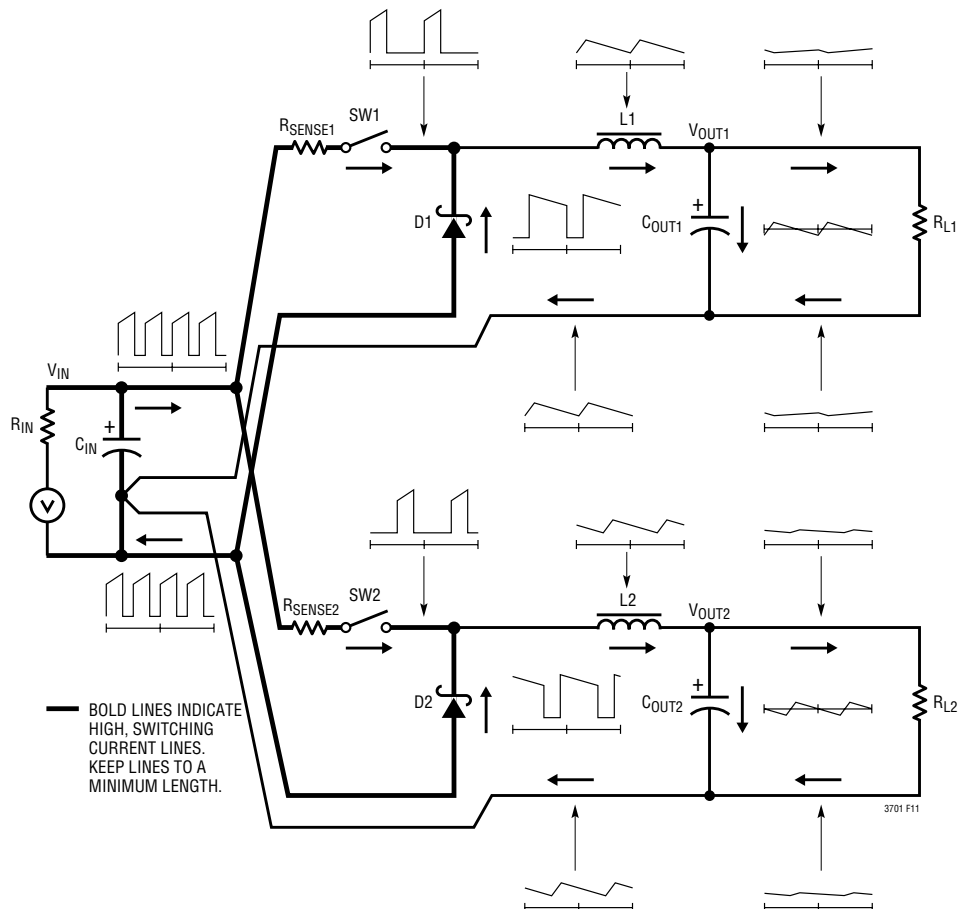 RSENSE1
SW1
L1
VOUT1
D1
+
COUT1
RL1
VIN
RIN
+
CIN
V
RSENSE2
SW2
L2
VOUT2
D2
+
COUT2
RL2
BOLD LINES INDICATE
HIGH, SWITCHING
CURRENT LINES.
KEEP LINES TO A
MINIMUM LENGTH.
3701 F11